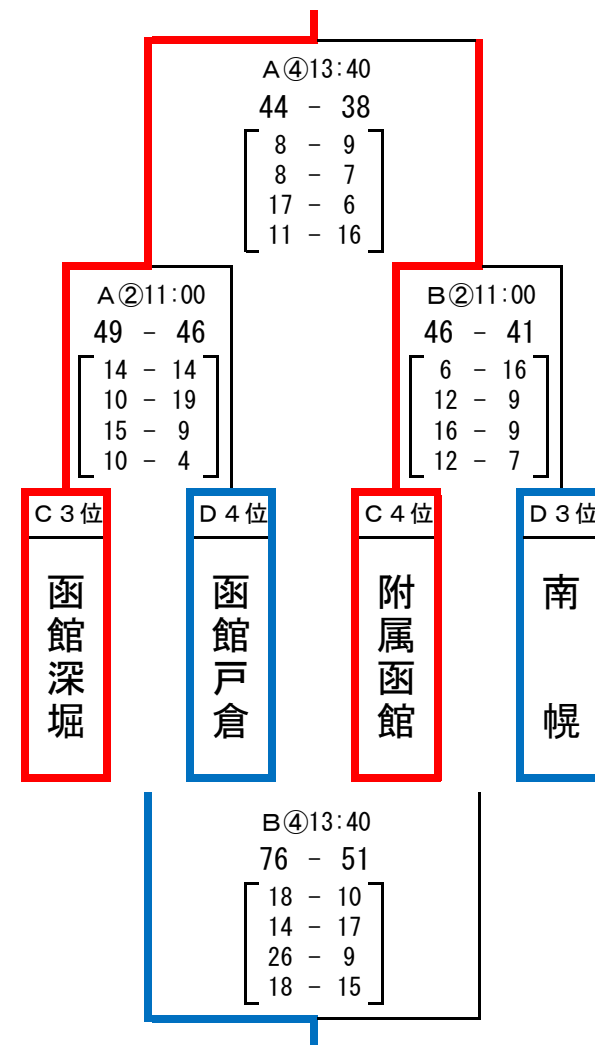 A④13:40
44 － 38
8 － 9
8 － 7
17 － 6
11 － 16
A②11:00
49 － 46
14 － 14
10 － 19
15 － 9
10 － 4
B②11:00
46 － 41
6 － 16
12 － 9
16 － 9
12 － 7
C3位
函館深堀
D4位
函館戸倉
C4位
附属函館
D3位
南幌
B④13:40
76 － 51
18 － 10
14 － 17
26 － 9
18 － 15